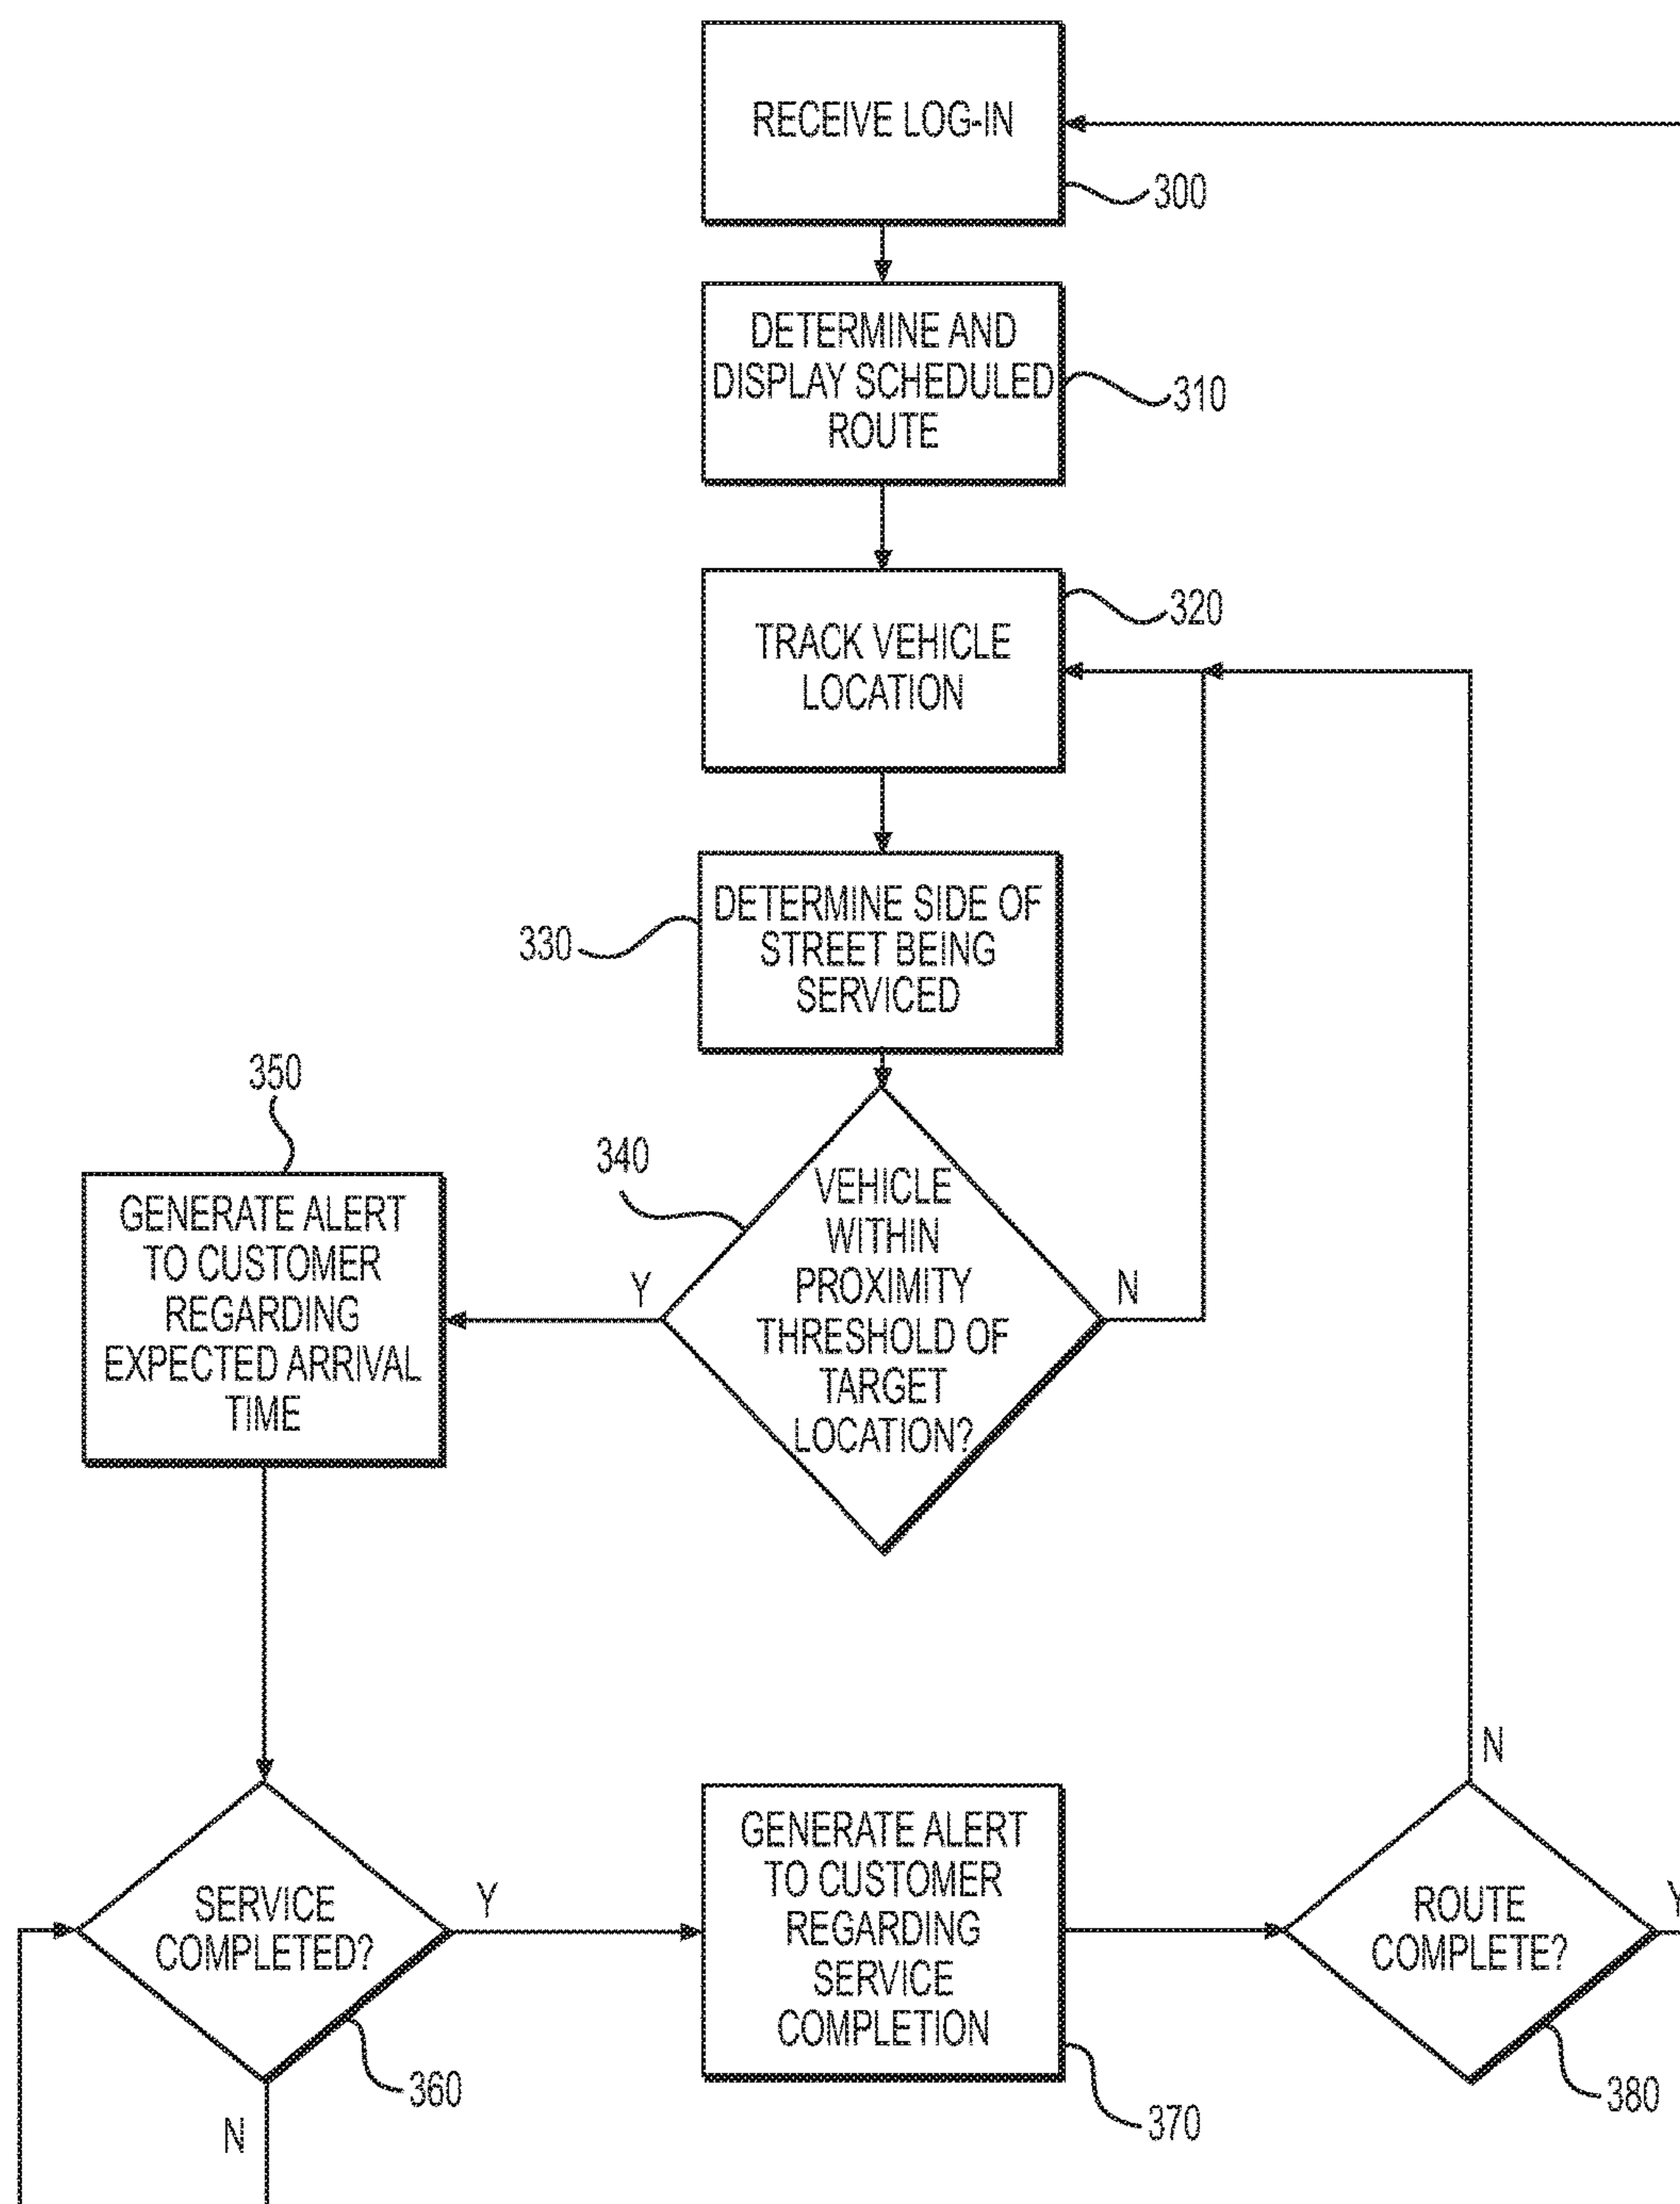 RECEIVE LOG-IN
300
DETERMINE AND
DISPLAY SCHEDULED
ROUTE
310
TRACK VEHICLE
LOCATION
320
DETERMINE SIDE OF
STREET BEING
SERVICED
330
VEHICLE
WITHIN
PROXIMITY
THRESHOLD OF
TARGET
LOCATION?
340
Y
N
350
GENERATE ALERT
TO CUSTOMER
REGARDING
EXPECTED ARRIVAL
TIME
SERVICE
COMPLETED?
360
Y
N
GENERATE ALERT
TO CUSTOMER
REGARDING
SERVICE
COMPLETION
370
ROUTE
COMPLETE?
380
N
Y